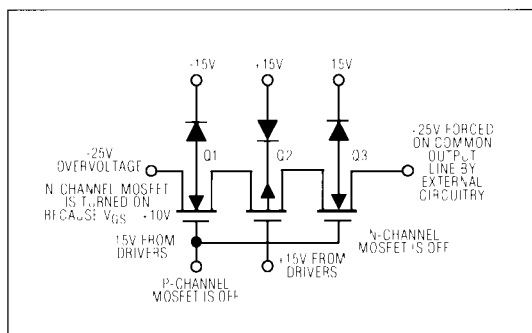 -15V
+15V
15V
-25V
OVERVOLTAGE
Q1
Q2
Q3
-25V FORCED
ON COMMON
OUTPUT
LINE BY
EXTERNAL
CIRCUITRY
N CHANNEL MOSFET
IS TURNED ON
BECAUSE VGS +10V
15V FROM
DRIVERS
+15V FROM
DRIVERS
N-CHANNEL
MOSFET IS OFF
P-CHANNEL
MOSFET IS OFF